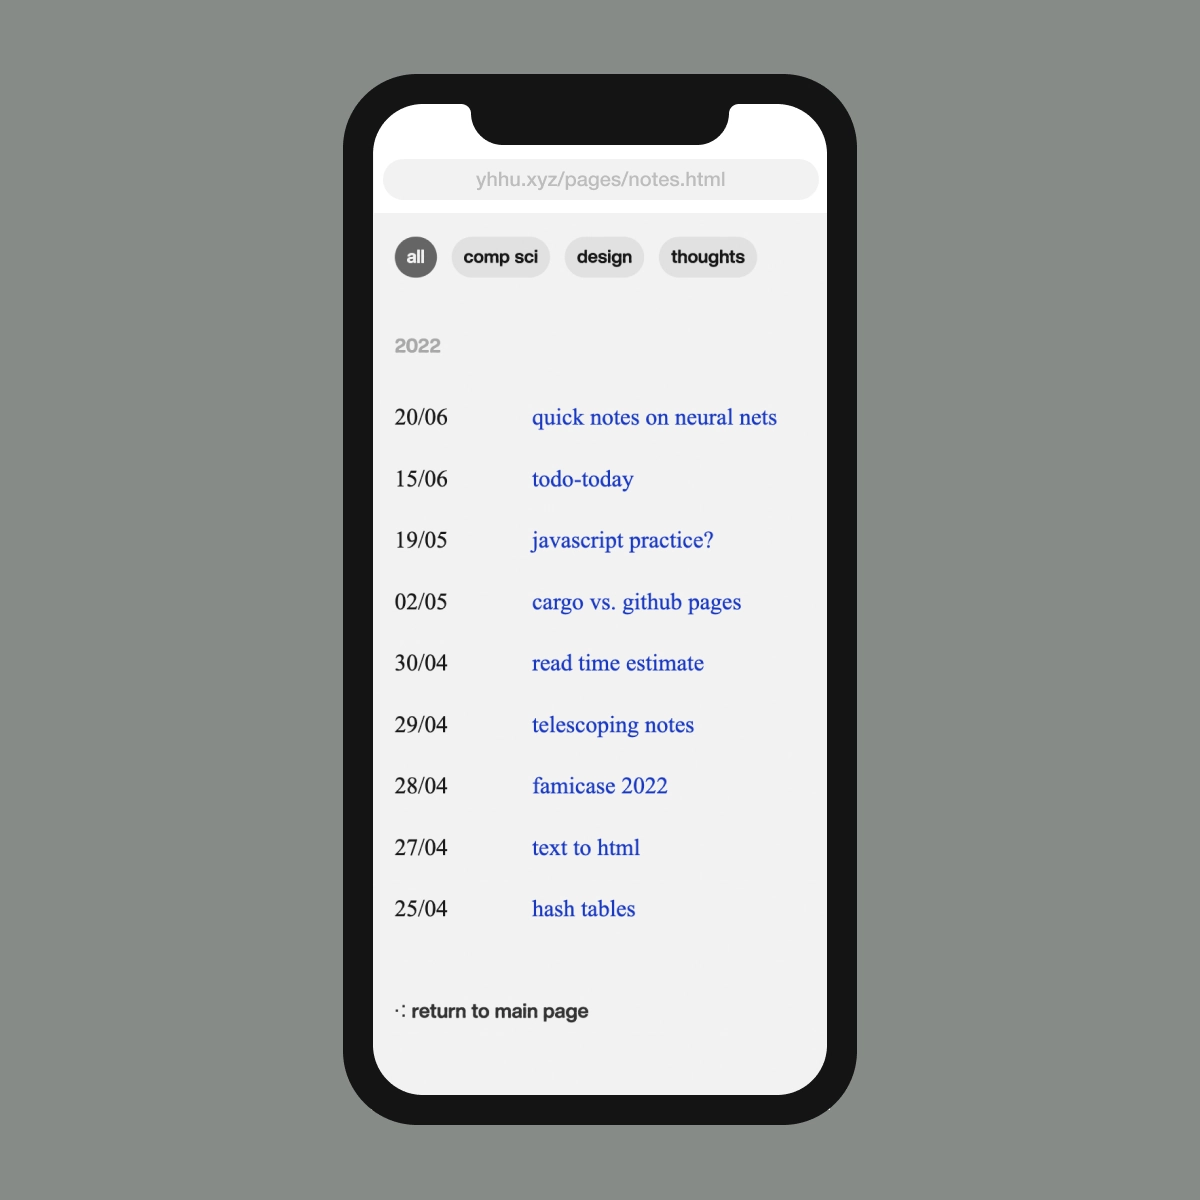 yhhu.xyz/pages/notes.html
all comp sci design thoughts
2022
20/06 quick notes on neural nets
15/06 todo-today
19/05 javascript practice?
02/05 cargo vs. github pages
30/04 read time estimate
29/04 telescoping notes
28/04 famicase 2022
27/04 text to html
25/04 hash tables
·: return to main page